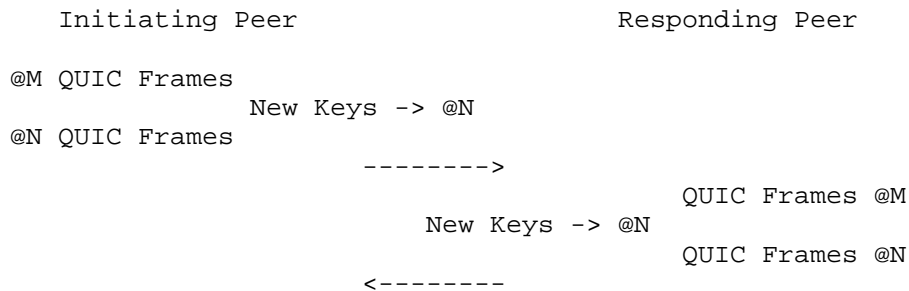 Initiating Peer                    Responding Peer
@M QUIC Frames
New Keys -> @N
@N QUIC Frames
-------->
QUIC Frames @M
New Keys -> @N
QUIC Frames @N
<--------